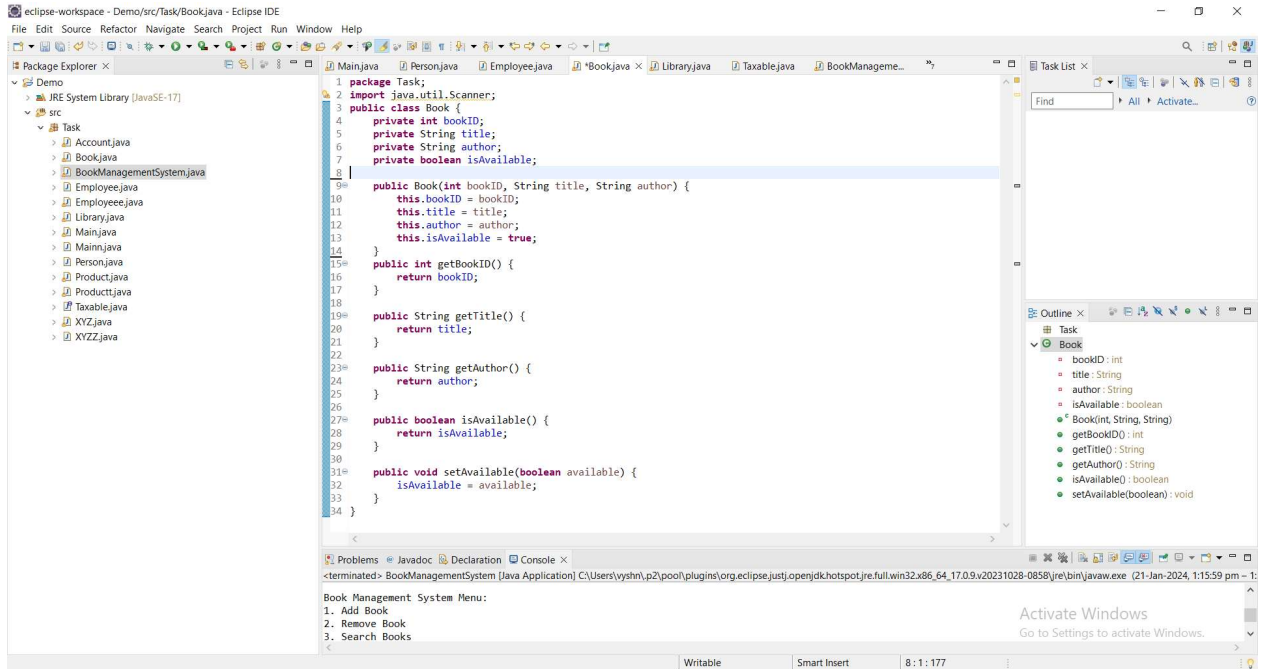 eclipse-workspace - Demo/src/Task/Book.java - Eclipse IDE
File Edit Source Refactor Navigate Search Project Run Window Help
Package Explorer
Demo
JRE System Library [JavaSE-17]
src
Task
Account.java
Book.java
BookManagementSystem.java
Employee.java
Employeee.java
Library.java
Main.java
Mainn.java
Person.java
Product.java
Productt.java
Taxable.java
XYZ.java
XYZZ.java
Main.java Person.java Employee.java *Book.java Library.java Taxable.java BookManageme... »7
1 package Task;
2 import java.util.Scanner;
3 public class Book {
4 private int bookID;
5 private String title;
6 private String author;
7 private boolean isAvailable;
8
9 public Book(int bookID, String title, String author) {
10 this.bookID = bookID;
11 this.title = title;
12 this.author = author;
13 this.isAvailable = true;
14 }
15 public int getBookID() {
16 return bookID;
17 }
18
19 public String getTitle() {
20 return title;
21 }
22
23 public String getAuthor() {
24 return author;
25 }
26
27 public boolean isAvailable() {
28 return isAvailable;
29 }
30
31 public void setAvailable(boolean available) {
32 isAvailable = available;
33 }
34 }
Task List
Find All Activate...
Outline
Task
Book
bookID : int
title : String
author : String
isAvailable : boolean
Book(int, String, String)
getBookID() : int
getTitle() : String
getAuthor() : String
isAvailable() : boolean
setAvailable(boolean) : void
Problems Javadoc Declaration Console
<terminated> BookManagementSystem [Java Application] C:\Users\vyshn\.p2\pool\plugins\org.eclipse.justj.openjdk.hotspot.jre.full.win32.x86_64_17.0.9.v20231028-0858\jre\bin\javaw.exe (21-Jan-2024, 1:15:59 pm – 1:
Book Management System Menu:
1. Add Book
2. Remove Book
3. Search Books
Activate Windows
Go to Settings to activate Windows.
Writable Smart Insert 8 : 1 : 177